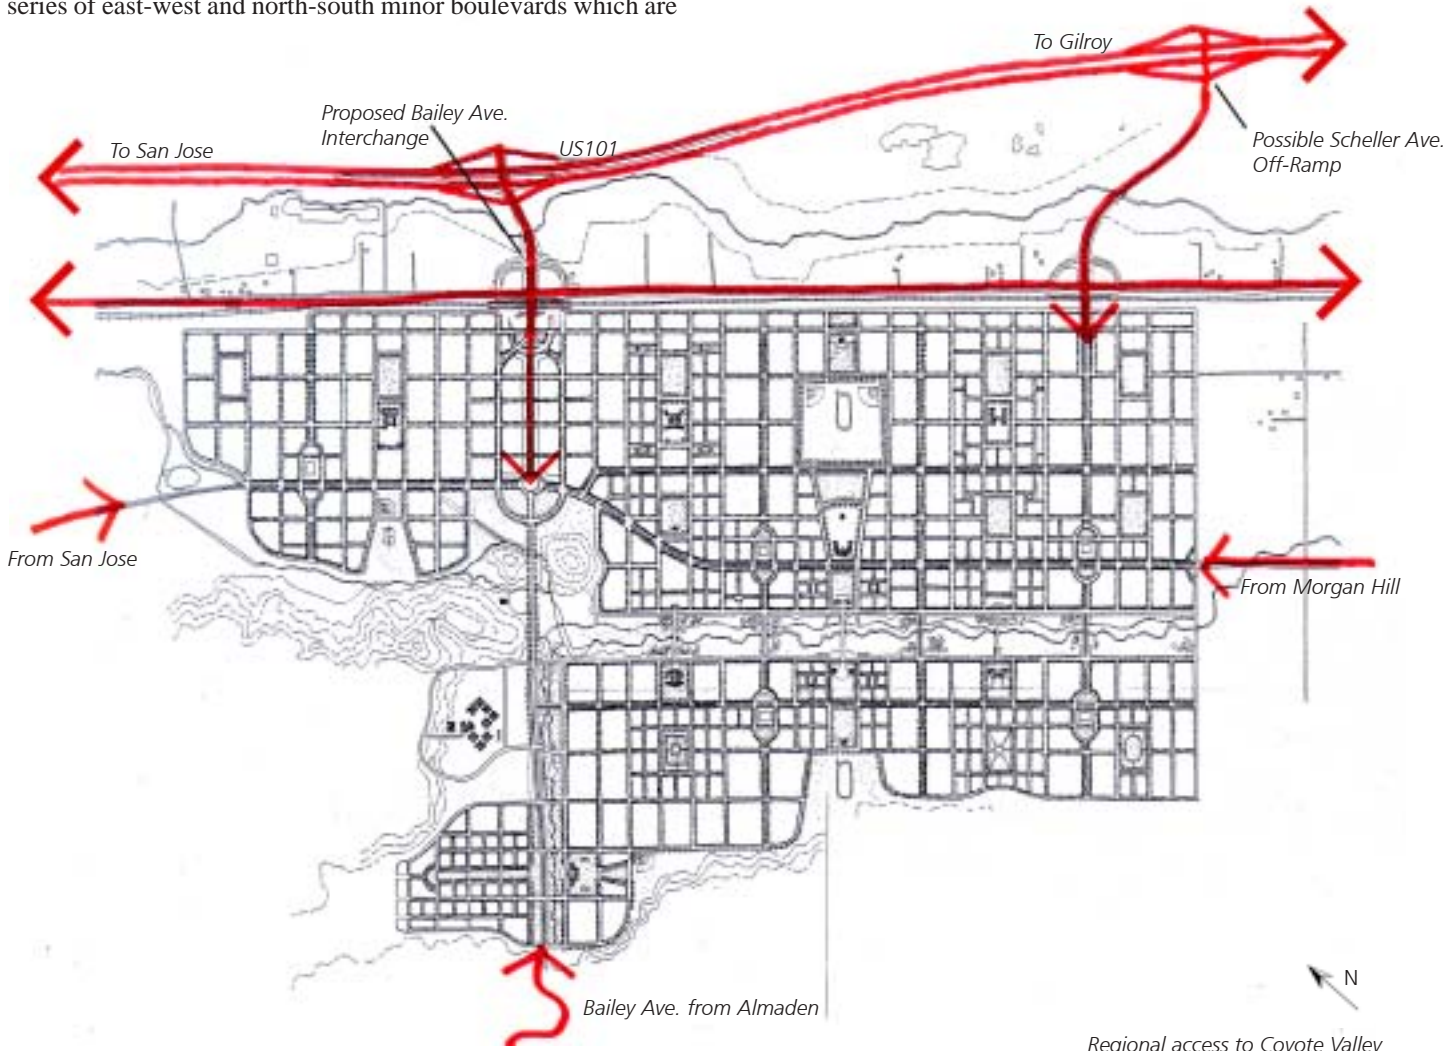 series of east-west and north-south minor boulevards which are
To Gilroy
Proposed Bailey Ave.
Interchange
To San Jose
US101
Possible Scheller Ave.
Off-Ramp
From San Jose
From Morgan Hill
Bailey Ave. from Almaden
N
Regional access to Coyote Valley